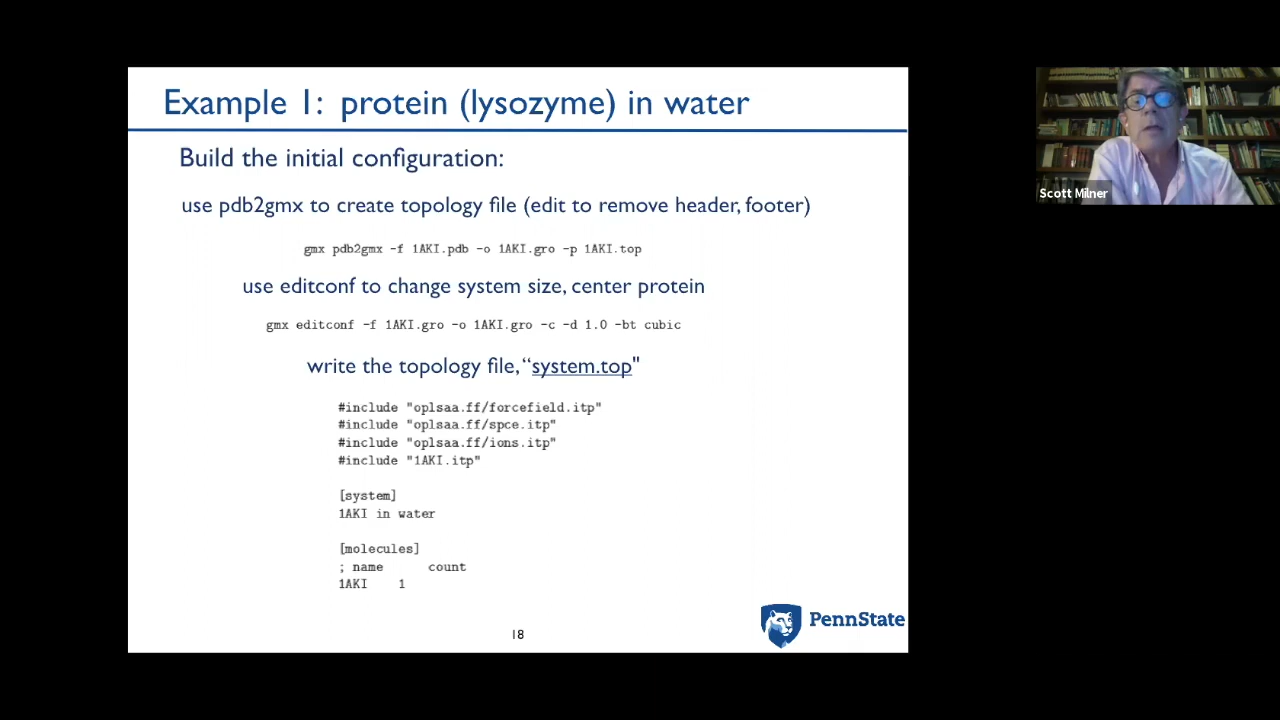 Example 1: protein (lysozyme) in water
Build the initial configuration:
use pdb2gmx to create topology file (edit to remove header, footer)
gmx pdb2gmx -f 1AKI.pdb -o 1AKI.gro -p 1AKI.top
use editconf to change system size, center protein
gmx editconf -f 1AKI.gro -o 1AKI.gro -c -d 1.0 -bt cubic
write the topology file, “system.top"
#include "oplsaa.ff/forcefield.itp"
#include "oplsaa.ff/spce.itp"
#include "oplsaa.ff/ions.itp"
#include "1AKI.itp"
[system]
1AKI in water
[molecules]
; name count
1AKI 1
18
PennState
Scott Milner